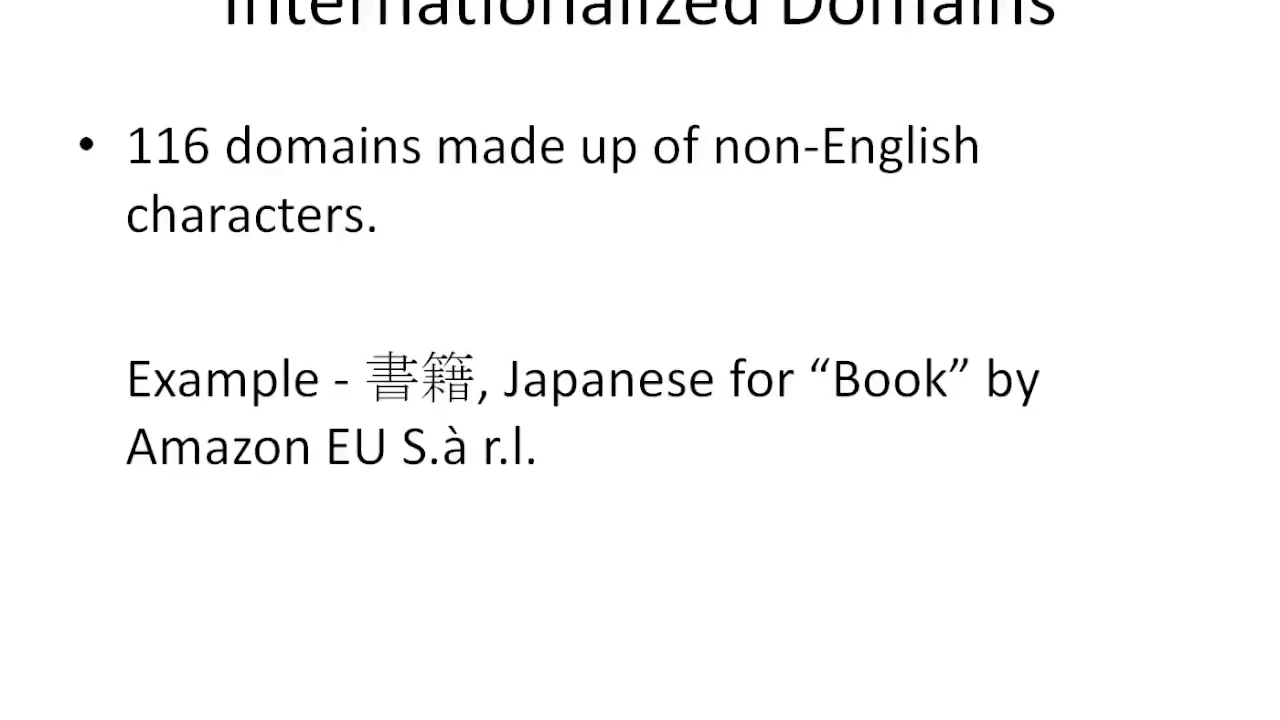 Internationalized Domains
• 116 domains made up of non-English
characters.
Example - 書籍, Japanese for “Book” by
Amazon EU S.à r.l.